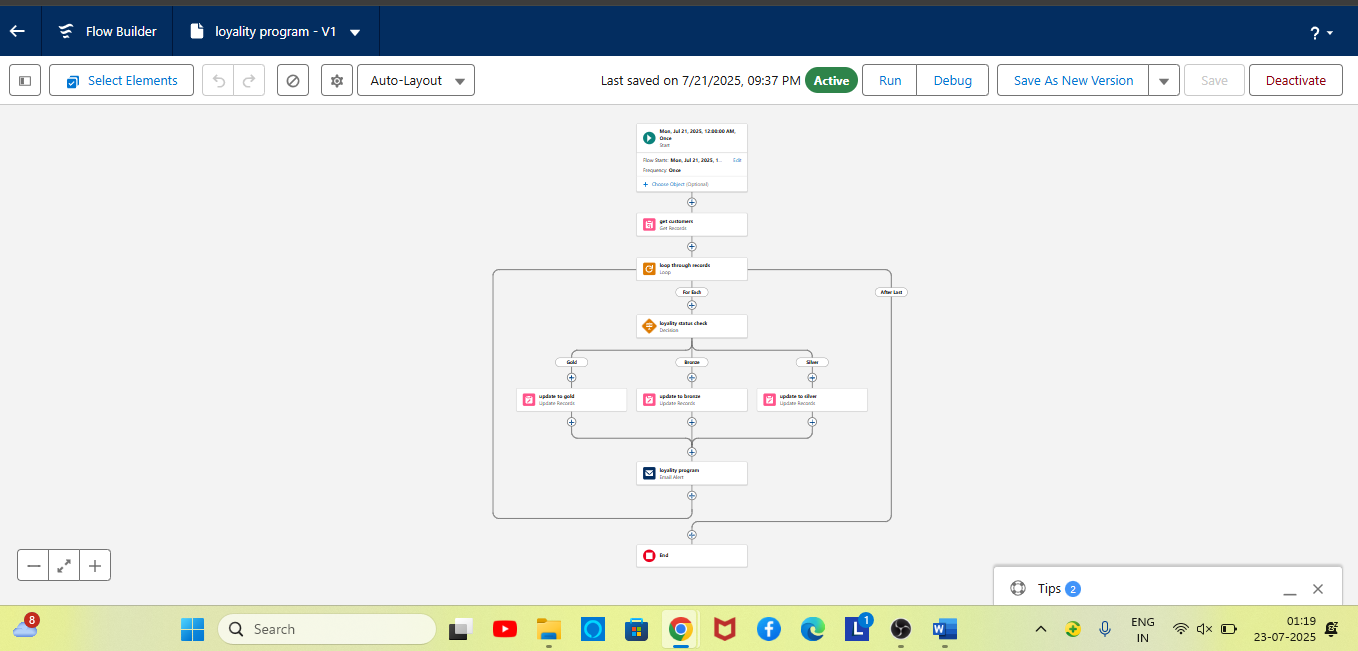 Flow Builder
loyality program - V1
?
Select Elements
Auto-Layout
Last saved on 7/21/2025, 09:37 PM
Active
Run
Debug
Save As New Version
Save
Deactivate
Mon, Jul 21, 2025, 12:00:00 AM,
Once
Start
Flow Starts: Mon, Jul 21, 2025, 1... Edit
Frequency: Once
+ Choose Object (Optional)
get customers
Get Records
loop through records
Loop
For Each
After Last
loyality status check
Decision
Gold
Bronze
Silver
update to gold
Update Records
update to bronze
Update Records
update to silver
Update Records
loyality program
Email Alert
End
Tips 2
8
Search
1
ENG
IN
01:19
23-07-2025